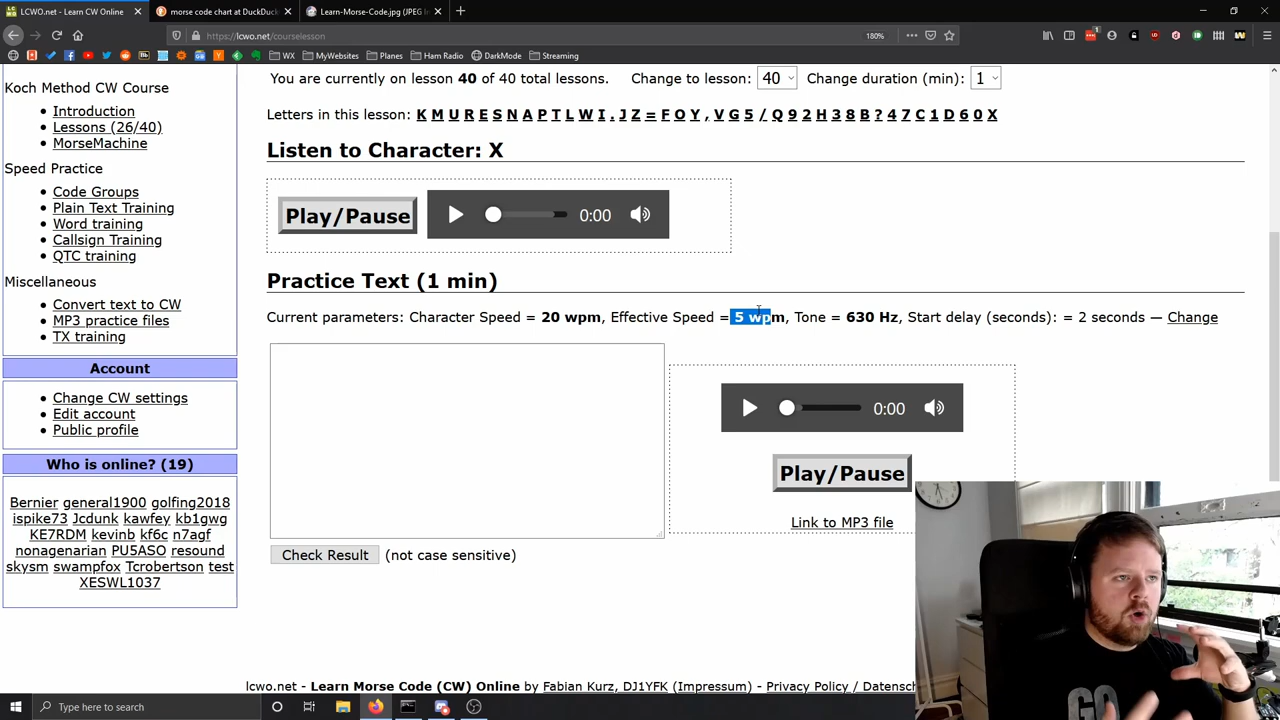 LCWO.net - Learn CW Online
morse code chart at DuckDuck
Learn-Morse-Code.jpg (JPEG In
https://lcwo.net/courselesson
180%
WX
MyWebsites
Planes
Ham Radio
DarkMode
Streaming
Koch Method CW Course
Introduction
Lessons (26/40)
MorseMachine
Speed Practice
Code Groups
Plain Text Training
Word training
Callsign Training
QTC training
Miscellaneous
Convert text to CW
MP3 practice files
TX training
Account
Change CW settings
Edit account
Public profile
Who is online? (19)
Bernier general1900 golfing2018
ispike73 Jcdunk kawfey kb1gwg
KE7RDM kevinb kf6c n7agf
nonagenarian PU5ASO resound
skysm swampfox Tcrobertson test
XESWL1037
You are currently on lesson 40 of 40 total lessons. Change to lesson: 40 Change duration (min): 1
Letters in this lesson: K M U R E S N A P T L W I . J Z = F O Y , V G 5 / Q 9 2 H 3 8 B ? 4 7 C 1 D 6 0 X
Listen to Character: X
Play/Pause
0:00
Practice Text (1 min)
Current parameters: Character Speed = 20 wpm, Effective Speed = 5 wpm, Tone = 630 Hz, Start delay (seconds): = 2 seconds — Change
0:00
Play/Pause
Link to MP3 file
Check Result (not case sensitive)
lcwo.net - Learn Morse Code (CW) Online by Fabian Kurz, DJ1YFK (Impressum) - Privacy Policy / Datensch
Type here to search
GO